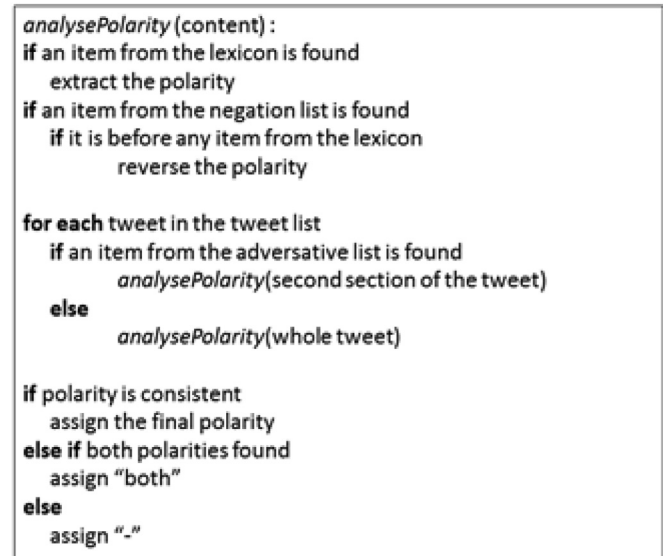 analysePolarity (content) :
if an item from the lexicon is found
extract the polarity
if an item from the negation list is found
if it is before any item from the lexicon
reverse the polarity
for each tweet in the tweet list
if an item from the adversative list is found
analysePolarity(second section of the tweet)
else
analysePolarity(whole tweet)
if polarity is consistent
assign the final polarity
else if both polarities found
assign “both”
else
assign “-”